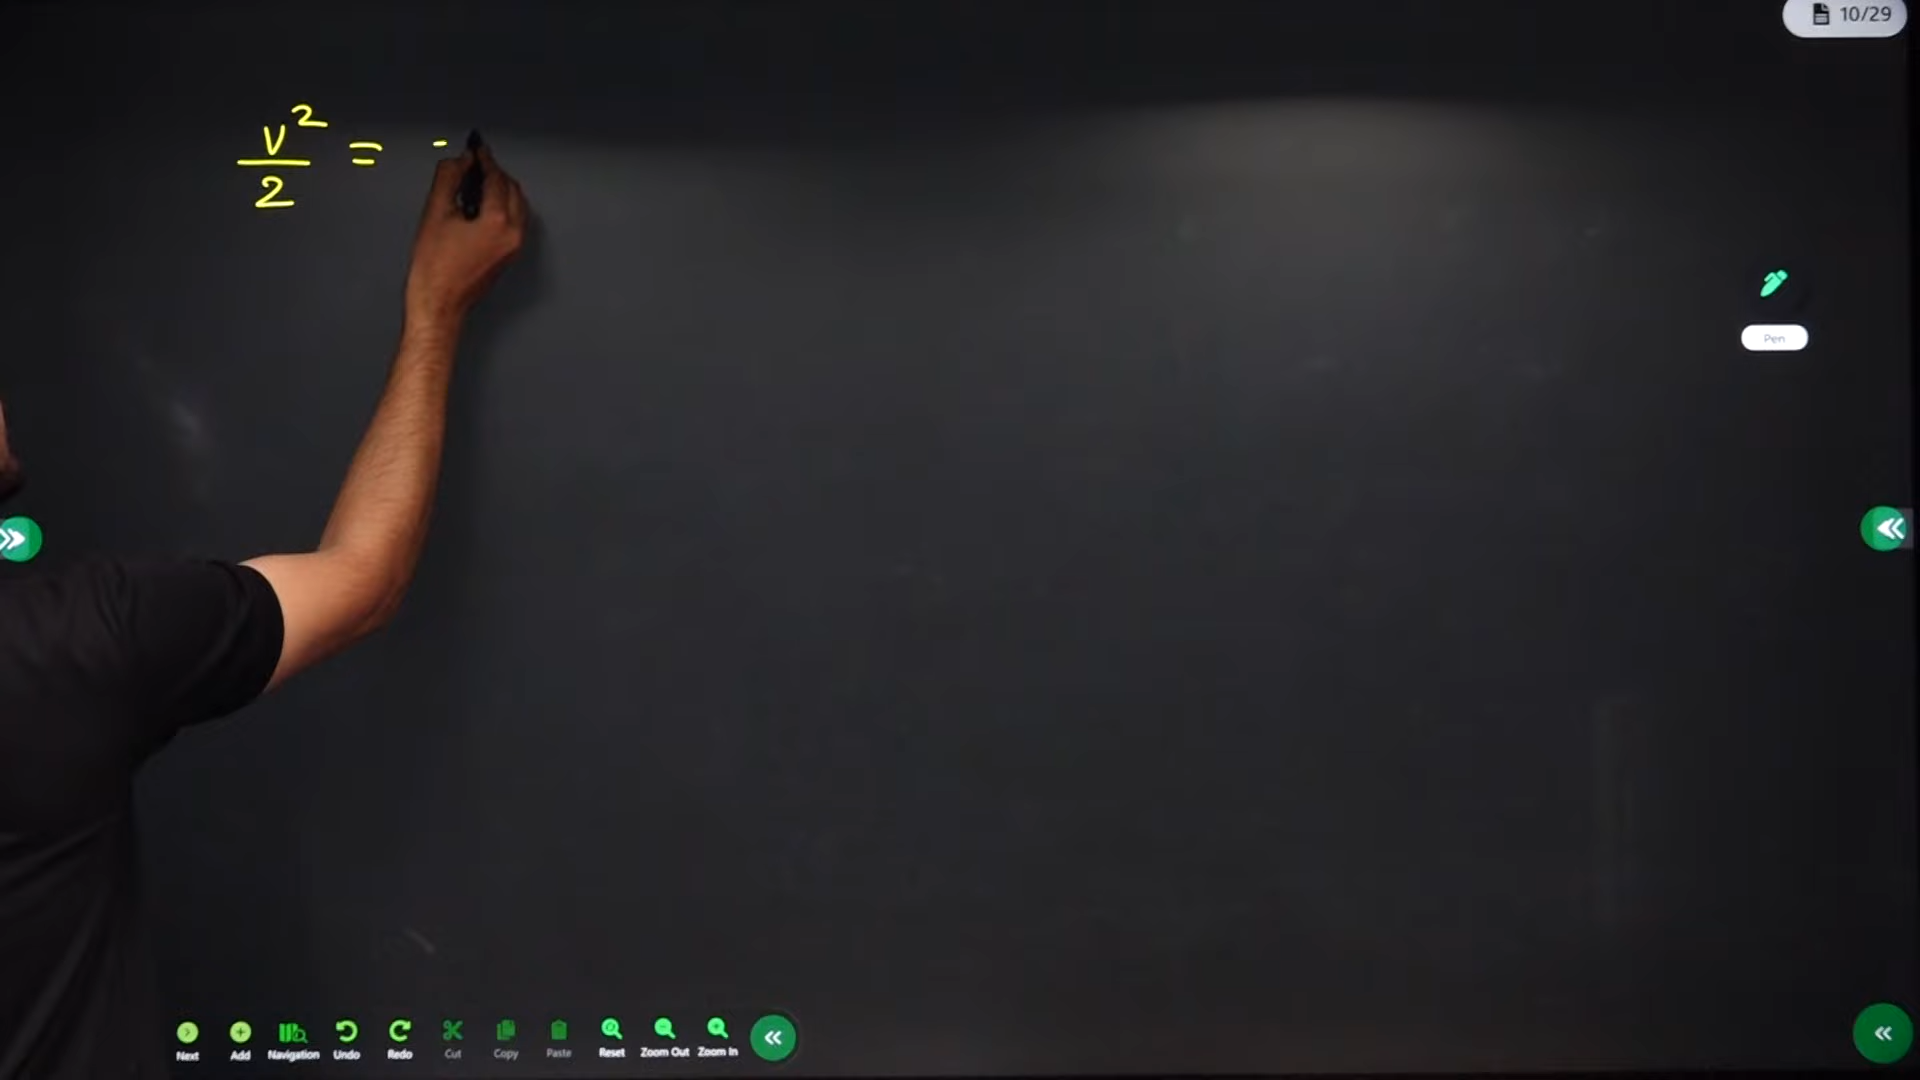 10/29
v² / 2 = -
Pen
Next Add Navigation Undo Redo Cut Copy Paste Reset Zoom Out Zoom In